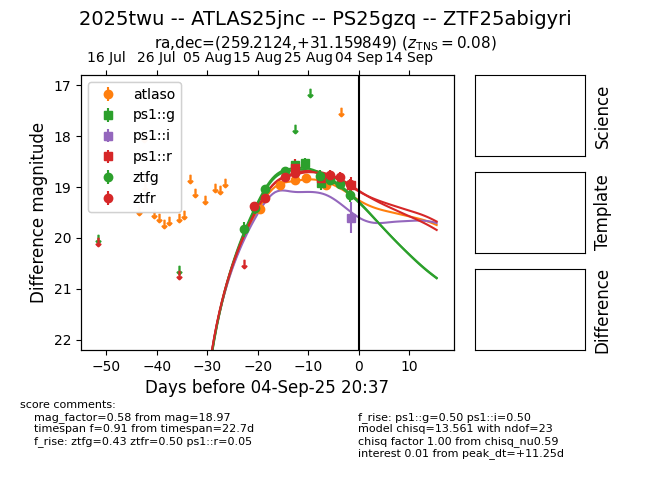 2025twu -- ATLAS25jnc -- PS25gzq -- ZTF25abigyri
ra,dec=(259.2124,+31.159849) (z_TNS = 0.08)
16 Jul 26 Jul 05 Aug 15 Aug 25 Aug 04 Sep 14 Sep
17
18
19
20
21
22
Difference magnitude
atlaso
ps1::g
ps1::i
ps1::r
ztfg
ztfr
−50 −40 −30 −20 −10 0 10
Days before 04-Sep-25 20:37
Science
Template
Difference
score comments:
mag_factor=0.58 from mag=18.97
timespan f=0.91 from timespan=22.7d
f_rise: ztfg=0.43 ztfr=0.50 ps1::r=0.05
f_rise: ps1::g=0.50 ps1::i=0.50
model chisq=13.561 with ndof=23
chisq factor 1.00 from chisq_nu0.59
interest 0.01 from peak_dt=+11.25d